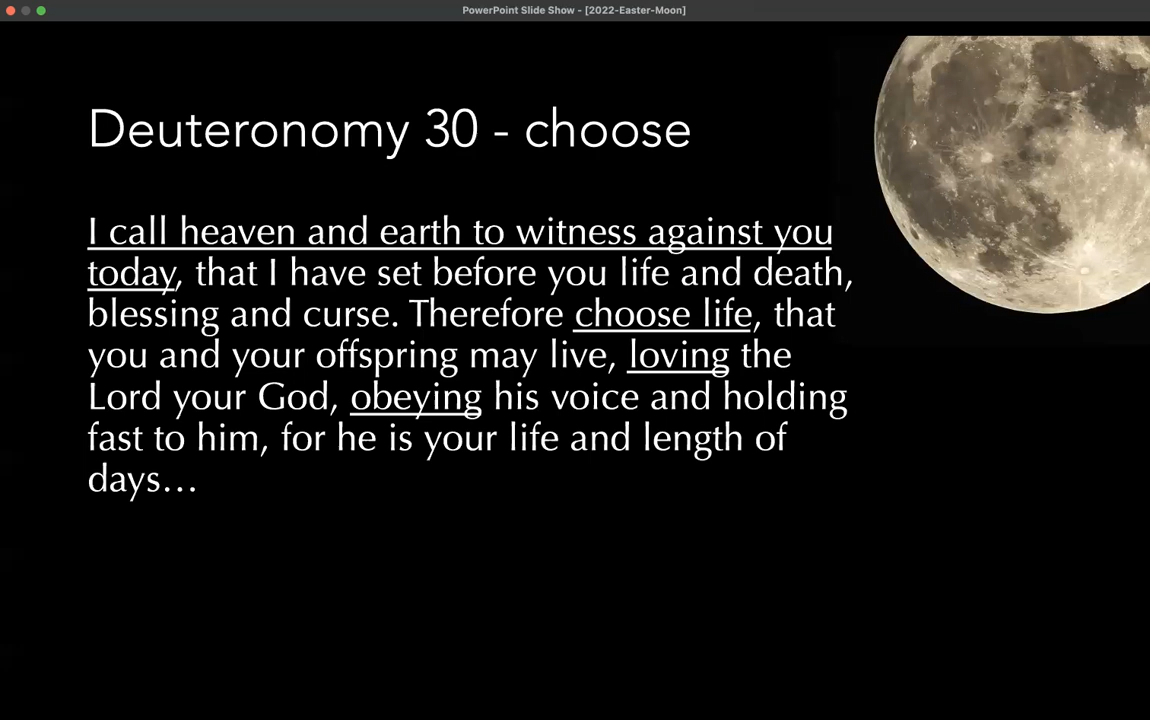 PowerPoint Slide Show - [2022-Easter-Moon]
Deuteronomy 30 - choose
I call heaven and earth to witness against you
today, that I have set before you life and death,
blessing and curse. Therefore choose life, that
you and your offspring may live, loving the
Lord your God, obeying his voice and holding
fast to him, for he is your life and length of
days…